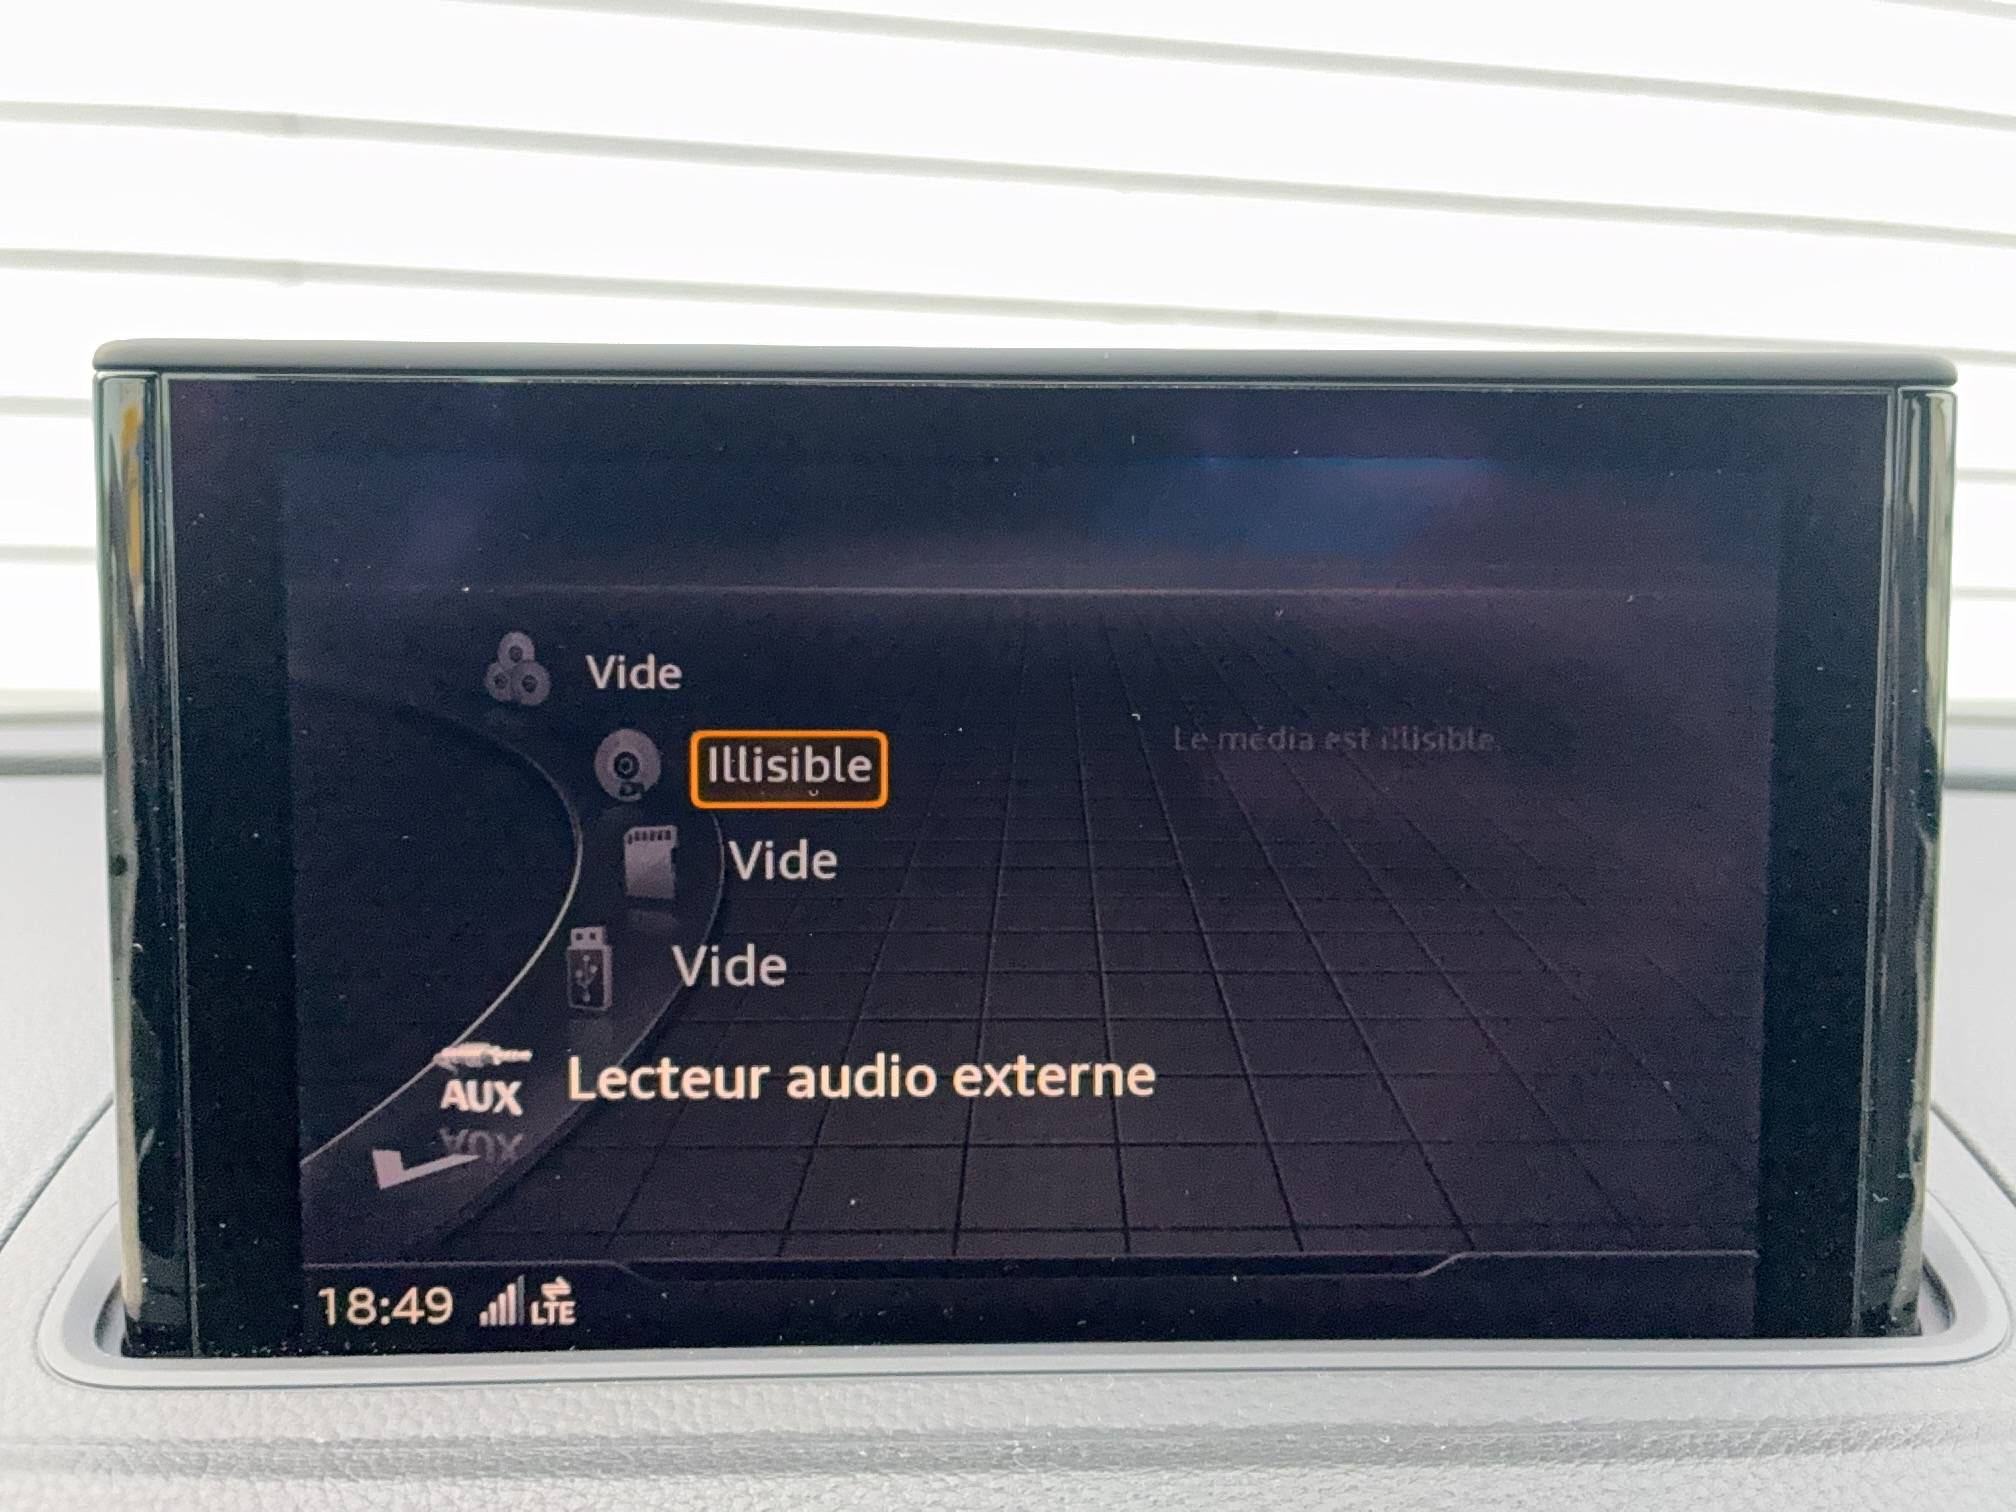 Vide
Illisible
Le média est illisible.
Vide
Vide
AUX
Lecteur audio externe
18:49
LTE